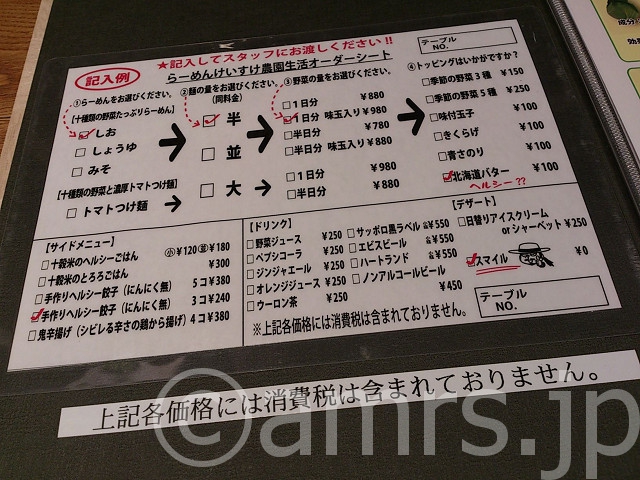 記入例
★記入してスタッフにお渡しください!!
らーめんけいすけ農園生活オーダーシート
テーブル
NO.
①らーめんをお選びください。
【十種類の野菜たっぷりらーめん】
しお
□ しょうゆ
□ みそ
【十種類の野菜と濃厚トマトつけ麺】
□ トマトつけ麺
②麺の量をお選びください。
(同料金)
半
□ 並
□ 大
③野菜の量をお選びください。
□1日分 ¥880
1日分 味玉入り¥980
□半日分 ¥780
□半日分 味玉入り¥880
□1日分 ¥980
□半日分 ¥880
④トッピングはいかがですか?
□季節の野菜3種 ¥150
□季節の野菜5種 ¥250
□味付玉子 ¥100
□きくらげ ¥100
□青さのり ¥100
北海道バター ¥100
ヘルシー??
【サイドメニュー】
□十穀米のヘルシーごはん 小¥120 並¥180
□十穀米のとろろごはん ¥300
□手作りヘルシー餃子(にんにく無) 5コ¥380
手作りヘルシー餃子(にんにく無) 3コ¥240
□鬼辛揚げ(シビレる辛さの鶏から揚げ) 4コ¥380
【ドリンク】
□野菜ジュース ¥250
□ペプシコーラ ¥250
□ジンジャエール ¥250
□オレンジジュース ¥250
□ウーロン茶 ¥250
□サッポロ黒ラベル ¥550
□エビスビール ¥550
□ハートランド ¥550
□ノンアルコールビール
¥450
【デザート】
□日替りアイスクリーム
or シャーベット ¥250
スマイル ¥0
テーブル
NO.
※上記各価格には消費税は含まれておりません。
上記各価格には消費税は含まれておりません。
©amrs.jp